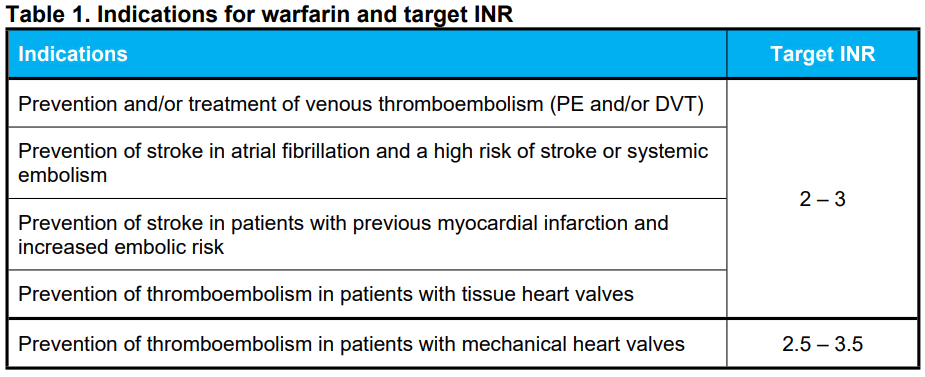 Table 1. Indications for warfarin and target INR
Indications Target INR
Prevention and/or treatment of venous thromboembolism (PE and/or DVT)
Prevention of stroke in atrial fibrillation and a high risk of stroke or systemic
embolism
2 – 3
Prevention of stroke in patients with previous myocardial infarction and
increased embolic risk
Prevention of thromboembolism in patients with tissue heart valves
Prevention of thromboembolism in patients with mechanical heart valves 2.5 – 3.5